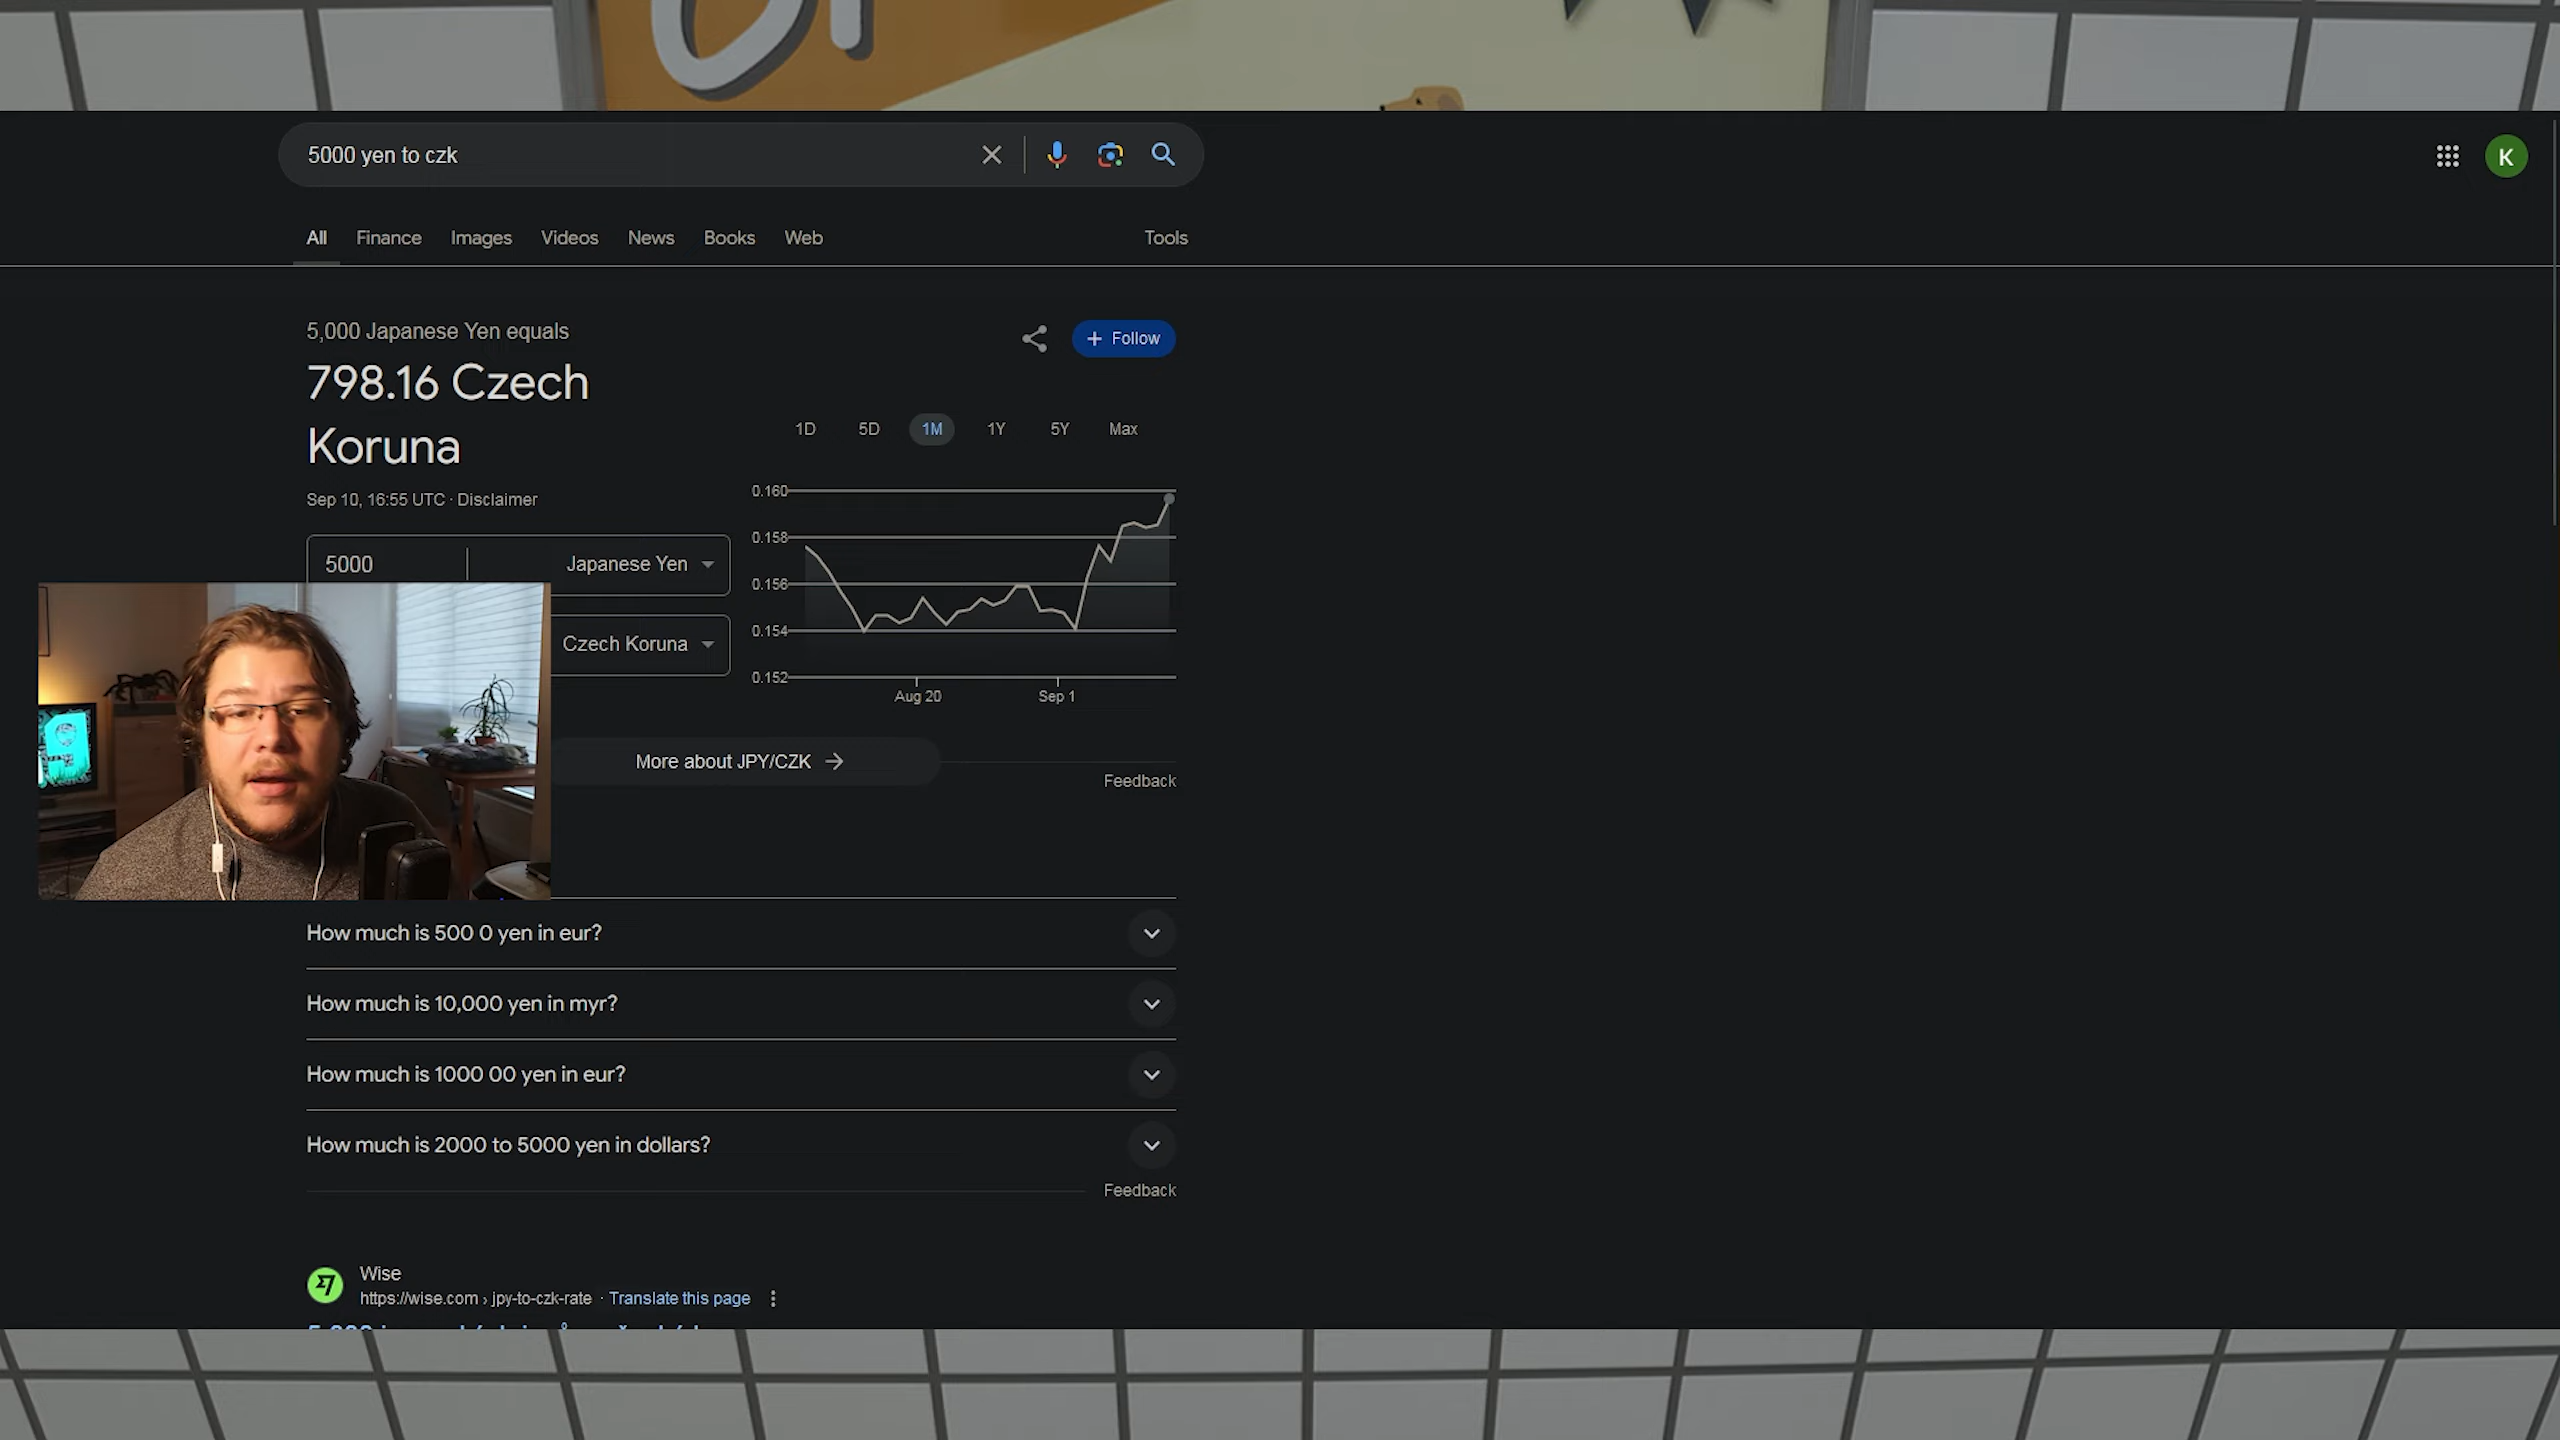 5000 yen to czk
K
All Finance Images Videos News Books Web Tools
5,000 Japanese Yen equals
Follow
798.16 Czech
Koruna
1D 5D 1M 1Y 5Y Max
Sep 10, 16:55 UTC · Disclaimer
5000 Japanese Yen
Czech Koruna
0.160
0.158
0.156
0.154
0.152
Aug 20 Sep 1
More about JPY/CZK
Feedback
How much is 500 0 yen in eur?
How much is 10,000 yen in myr?
How much is 1000 00 yen in eur?
How much is 2000 to 5000 yen in dollars?
Feedback
Wise
https://wise.com › jpy-to-czk-rate · Translate this page